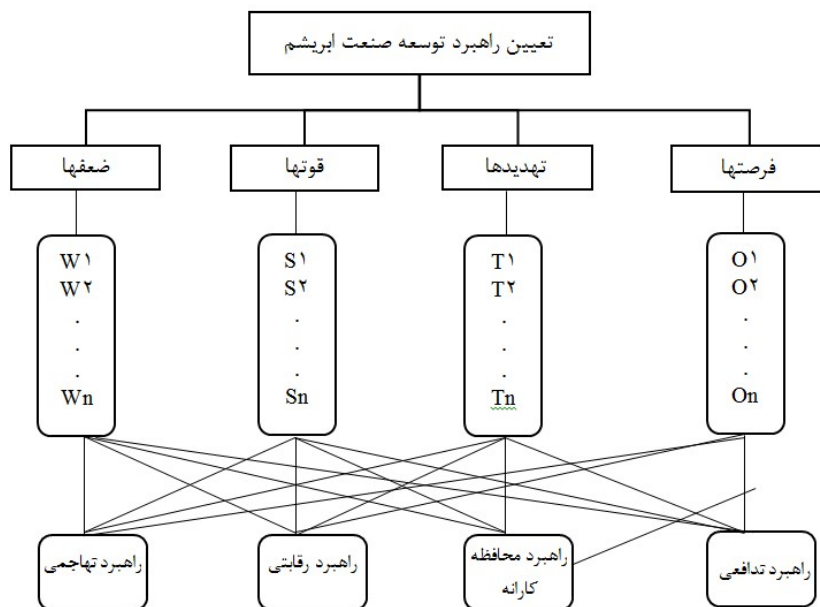 تعیین راهبرد توسعه صنعت ابریشم
فرصتها
تهدیدها
قوتها
ضعفها
O۱
O۲
.
.
.
On
T۱
T۲
.
.
.
Tn
S۱
S۲
.
.
.
Sn
W۱
W۲
.
.
.
Wn
راهبرد تدافعی
راهبرد محافظه
کارانه
راهبرد رقابتی
راهبرد تهاجمی